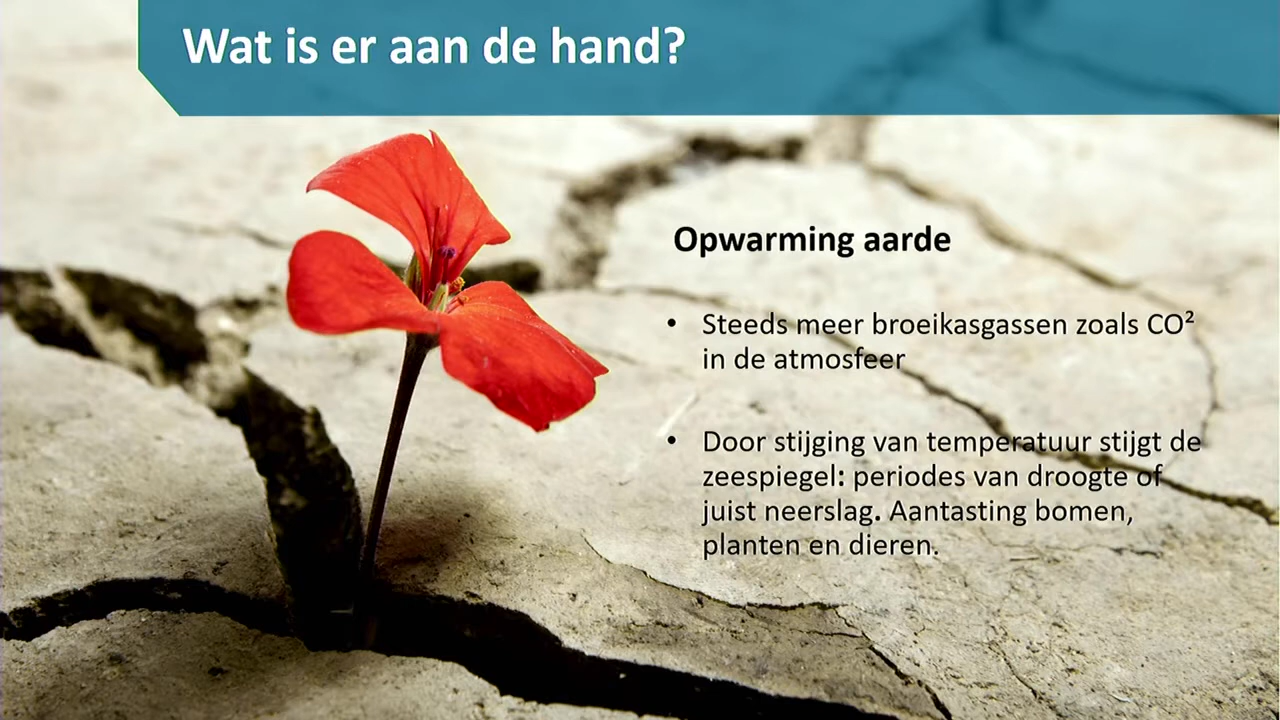 Wat is er aan de hand?
Opwarming aarde
• Steeds meer broeikasgassen zoals CO²
in de atmosfeer
• Door stijging van temperatuur stijgt de
zeespiegel: periodes van droogte of
juist neerslag. Aantasting bomen,
planten en dieren.